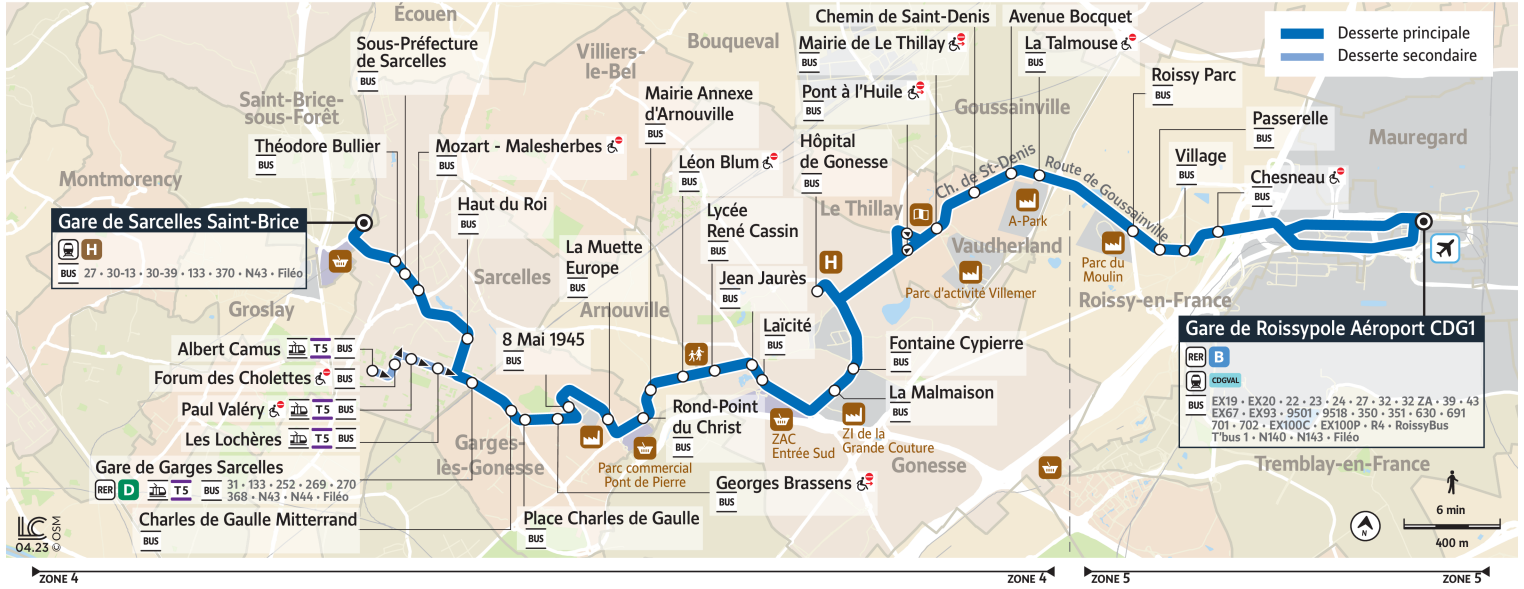 Écouen
Chemin de Saint-Denis
Avenue Bocquet
Desserte principale
Desserte secondaire
Sous-Préfecture
de Sarcelles
BUS
Villiers-
le-Bel
Bouqueval
Mairie de Le Thillay
BUS
La Talmouse
BUS
Roissy Parc
BUS
Saint-Brice-
sous-Forêt
Mairie Annexe
d'Arnouville
BUS
Pont à l'Huile
BUS
Goussainville
Passerelle
BUS
Mauregard
Théodore Bullier
BUS
Mozart - Malesherbes
BUS
Léon Blum
BUS
Hôpital
de Gonesse
BUS
Ch. de St-Denis
Route de Goussainville
Village
BUS
Chesneau
BUS
Montmorency
Haut du Roi
BUS
Lycée
René Cassin
BUS
Le Thillay
A-Park
Gare de Sarcelles Saint-Brice
H
BUS 27 • 30-13 • 30-39 • 133 • 370 • N43 • Filéo
La Muette
Europe
BUS
Sarcelles
Jean Jaurès
BUS
H
Vaudherland
Parc du
Moulin
Parc d'activité Villemer
Roissy-en-France
Groslay
Arnouville
Laïcité
BUS
Gare de Roissypole Aéroport CDG1
RER B
CDGVAL
BUS EX19 • EX20 • 22 • 23 • 24 • 27 • 32 • 32 ZA • 39 • 43
EX67 • EX93 • 9501 • 9518 • 350 • 351 • 630 • 691
701 • 702 • EX100C • EX100P • R4 • RoissyBus
T'bus 1 • N140 • N143 • Filéo
8 Mai 1945
BUS
Fontaine Cypierre
BUS
Albert Camus T5 BUS
Forum des Cholettes BUS
Paul Valéry T5 BUS
Les Lochères T5 BUS
La Malmaison
BUS
Rond-Point
du Christ
BUS
ZAC
Entrée Sud
ZI de la
Grande Couture
Garges-
lès-Gonesse
Parc commercial
Pont de Pierre
Gonesse
Tremblay-en-France
Gare de Garges Sarcelles
RER D T5 BUS 31 • 133 • 252 • 269 • 270
368 • N43 • N44 • Filéo
Georges Brassens
BUS
Charles de Gaulle Mitterrand
BUS
Place Charles de Gaulle
BUS
LC
04.23 © OSM
N
6 min
400 m
ZONE 4
ZONE 4
ZONE 5
ZONE 5